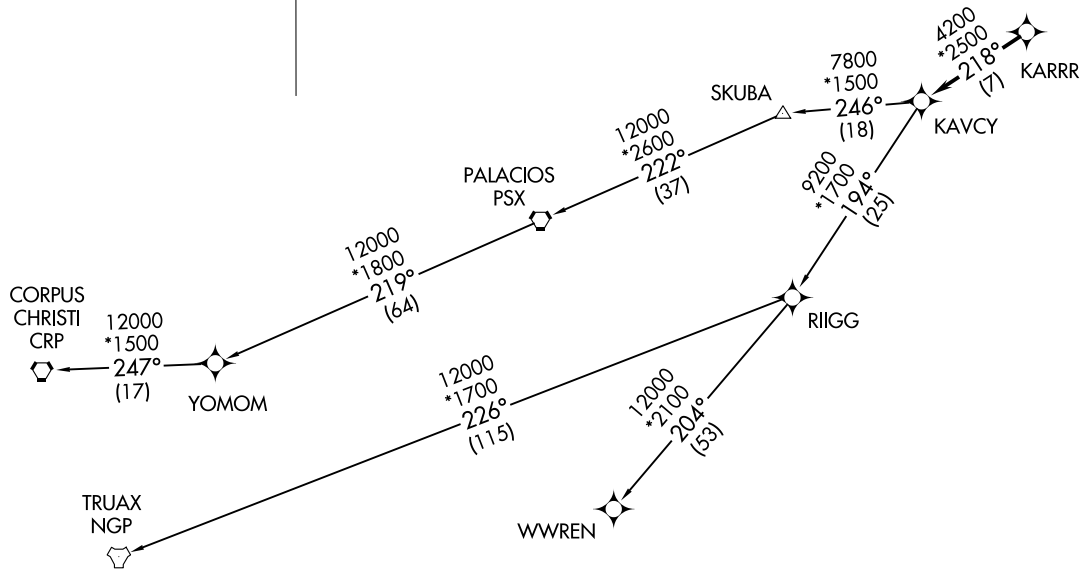 4200
*2500
218°
(7)
KARRR
KAVCY
7800
*1500
246°
(18)
SKUBA
12000
*2600
222°
(37)
PALACIOS
PSX
12000
*1800
219°
(64)
YOMOM
12000
*1500
247°
(17)
CORPUS
CHRISTI
CRP
9200
*1700
194°
(25)
RIIGG
12000
*1700
226°
(115)
TRUAX
NGP
12000
*2100
204°
(53)
WWREN